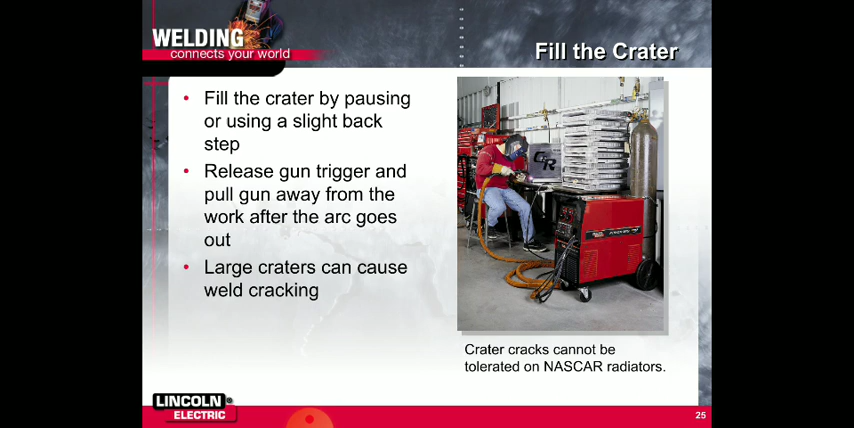 WELDING
connects your world
Fill the Crater
• Fill the crater by pausing
or using a slight back
step
• Release gun trigger and
pull gun away from the
work after the arc goes
out
• Large craters can cause
weld cracking
CR
Crater cracks cannot be
tolerated on NASCAR radiators.
LINCOLN®
ELECTRIC
25